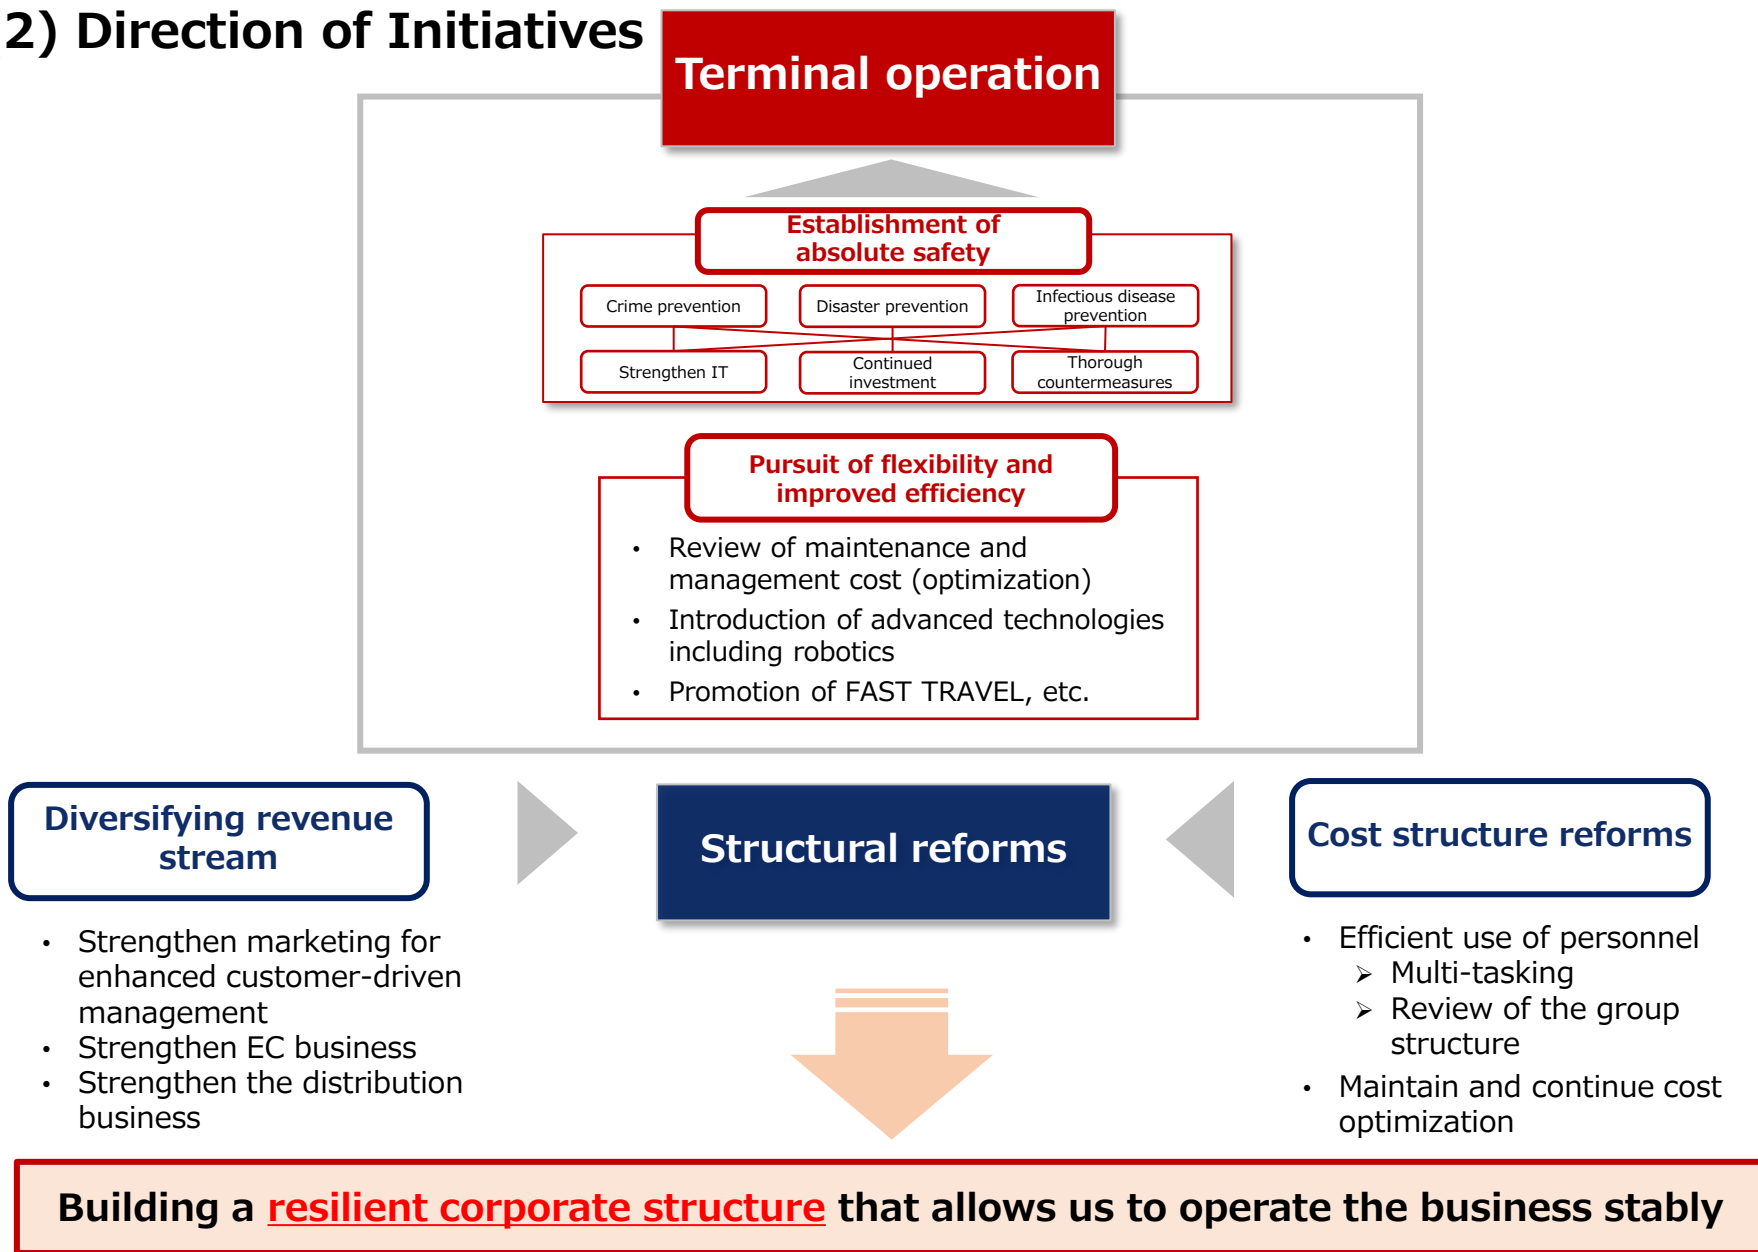 2) Direction of Initiatives
Terminal operation
Establishment of
absolute safety
Crime prevention
Disaster prevention
Infectious disease
prevention
Strengthen IT
Continued
investment
Thorough
countermeasures
Pursuit of flexibility and
improved efficiency
• Review of maintenance and
management cost (optimization)
• Introduction of advanced technologies
including robotics
• Promotion of FAST TRAVEL, etc.
Diversifying revenue
stream
Structural reforms
Cost structure reforms
• Strengthen marketing for
enhanced customer-driven
management
• Strengthen EC business
• Strengthen the distribution
business
• Efficient use of personnel
➢ Multi-tasking
➢ Review of the group
structure
• Maintain and continue cost
optimization
Building a resilient corporate structure that allows us to operate the business stably